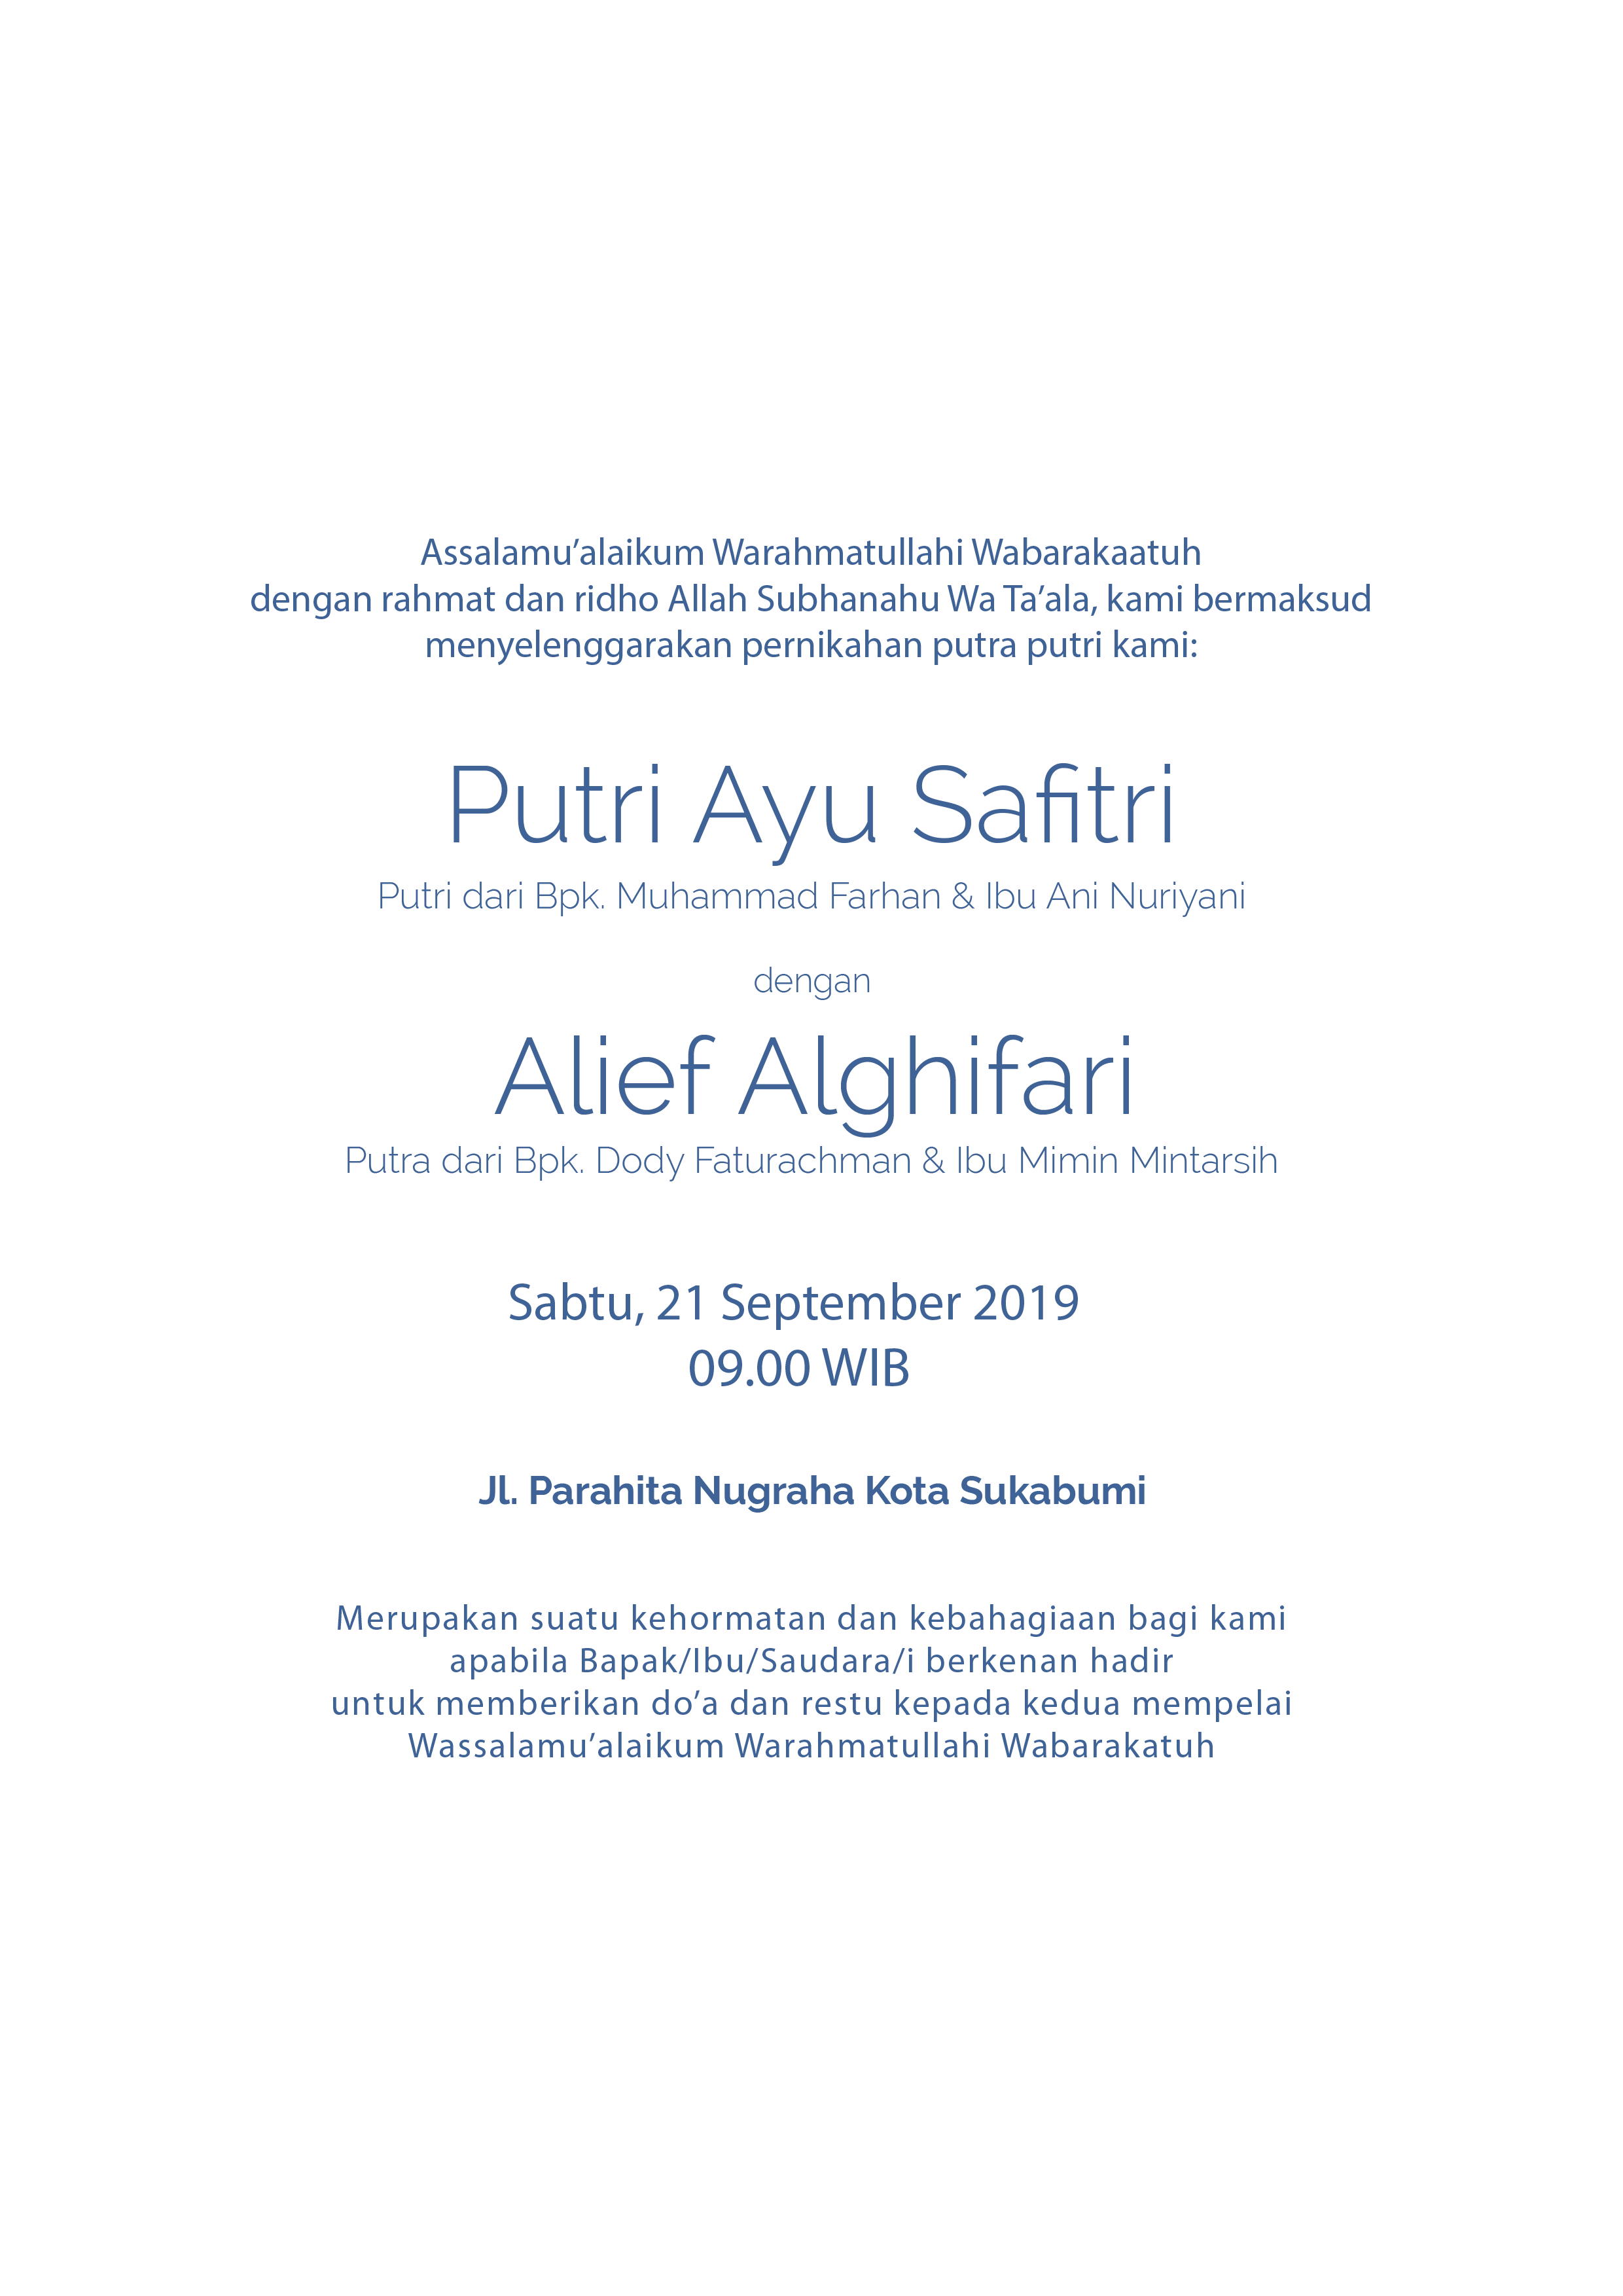 Assalamu’alaikum Warahmatullahi Wabarakaatuh
dengan rahmat dan ridho Allah Subhanahu Wa Ta’ala, kami bermaksud
menyelenggarakan pernikahan putra putri kami:
Putri Ayu Safitri
Putri dari Bpk. Muhammad Farhan & Ibu Ani Nuriyani
dengan
Alief Alghifari
Putra dari Bpk. Dody Faturachman & Ibu Mimin Mintarsih
Sabtu, 21 September 2019
09.00 WIB
Jl. Parahita Nugraha Kota Sukabumi
Merupakan suatu kehormatan dan kebahagiaan bagi kami
apabila Bapak/Ibu/Saudara/i berkenan hadir
untuk memberikan do’a dan restu kepada kedua mempelai
Wassalamu’alaikum Warahmatullahi Wabarakatuh